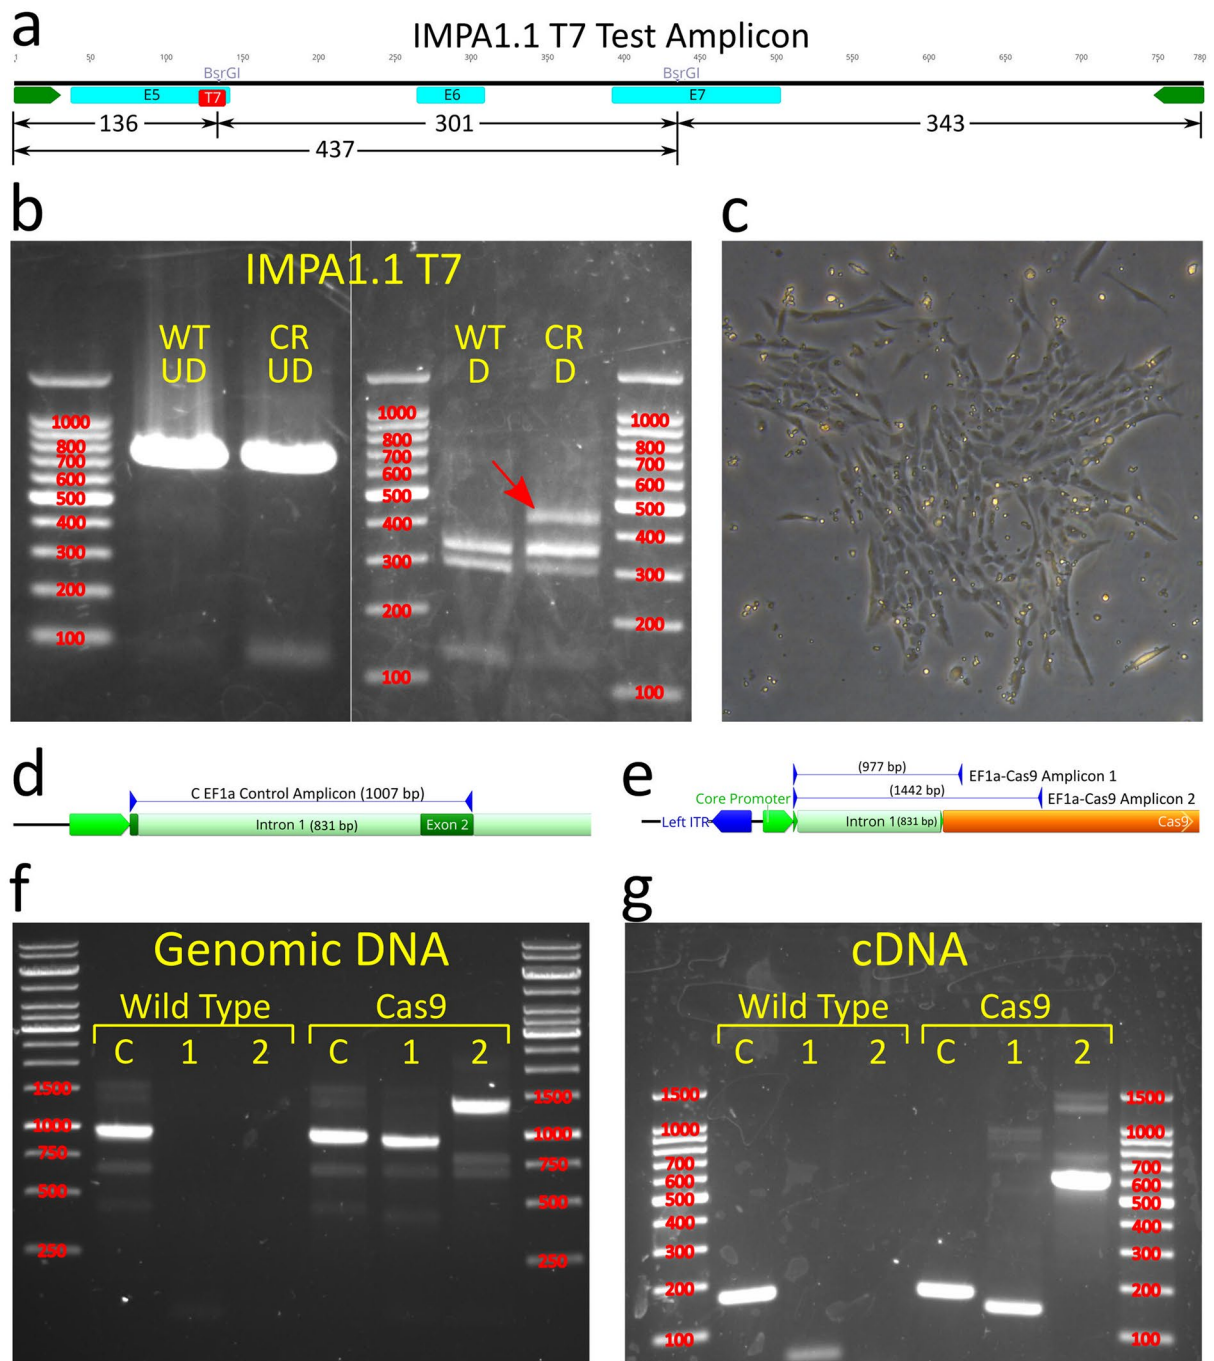 a
IMPA1.1 T7 Test Amplicon
1 50 100 150 200 250 300 350 400 450 500 550 600 650 700 750 780
BsrGI BsrGI
E5 T7 E6 E7
136 301 343
437
b c
IMPA1.1 T7
WT CR WT CR
UD UD D D
1000 1000 1000
800 800 800
700 700 700
600 600 600
500 500 500
400 400 400
300 300 300
200 200 200
100 100 100
d
C EF1a Control Amplicon (1007 bp)
Intron 1 (831 bp) Exon 2
e
(977 bp) EF1a-Cas9 Amplicon 1
(1442 bp) EF1a-Cas9 Amplicon 2
Core Promoter
Left ITR Intron 1(831 bp) Cas9
f
Genomic DNA
Wild Type Cas9
C 1 2 C 1 2
1500 1500
1000 1000
750 750
500 500
250 250
g
cDNA
Wild Type Cas9
C 1 2 C 1 2
1500 1500
1000 1000
700 700
600 600
500 500
400 400
300 300
200 200
100 100